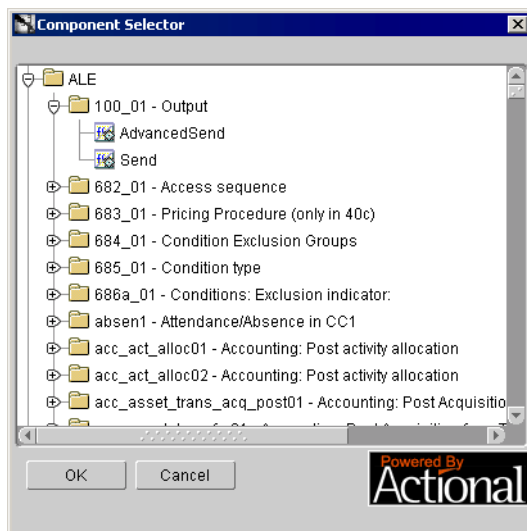 Component Selector
ALE
100_01 - Output
AdvancedSend
Send
682_01 - Access sequence
683_01 - Pricing Procedure (only in 40c)
684_01 - Condition Exclusion Groups
685_01 - Condition type
686a_01 - Conditions: Exclusion indicator:
absen1 - Attendance/Absence in CC1
acc_act_alloc01 - Accounting: Post activity allocation
acc_act_alloc02 - Accounting: Post activity allocation
acc_asset_trans_acq_post01 - Accounting: Post Acquisitio
OK
Cancel
Powered By
Actional